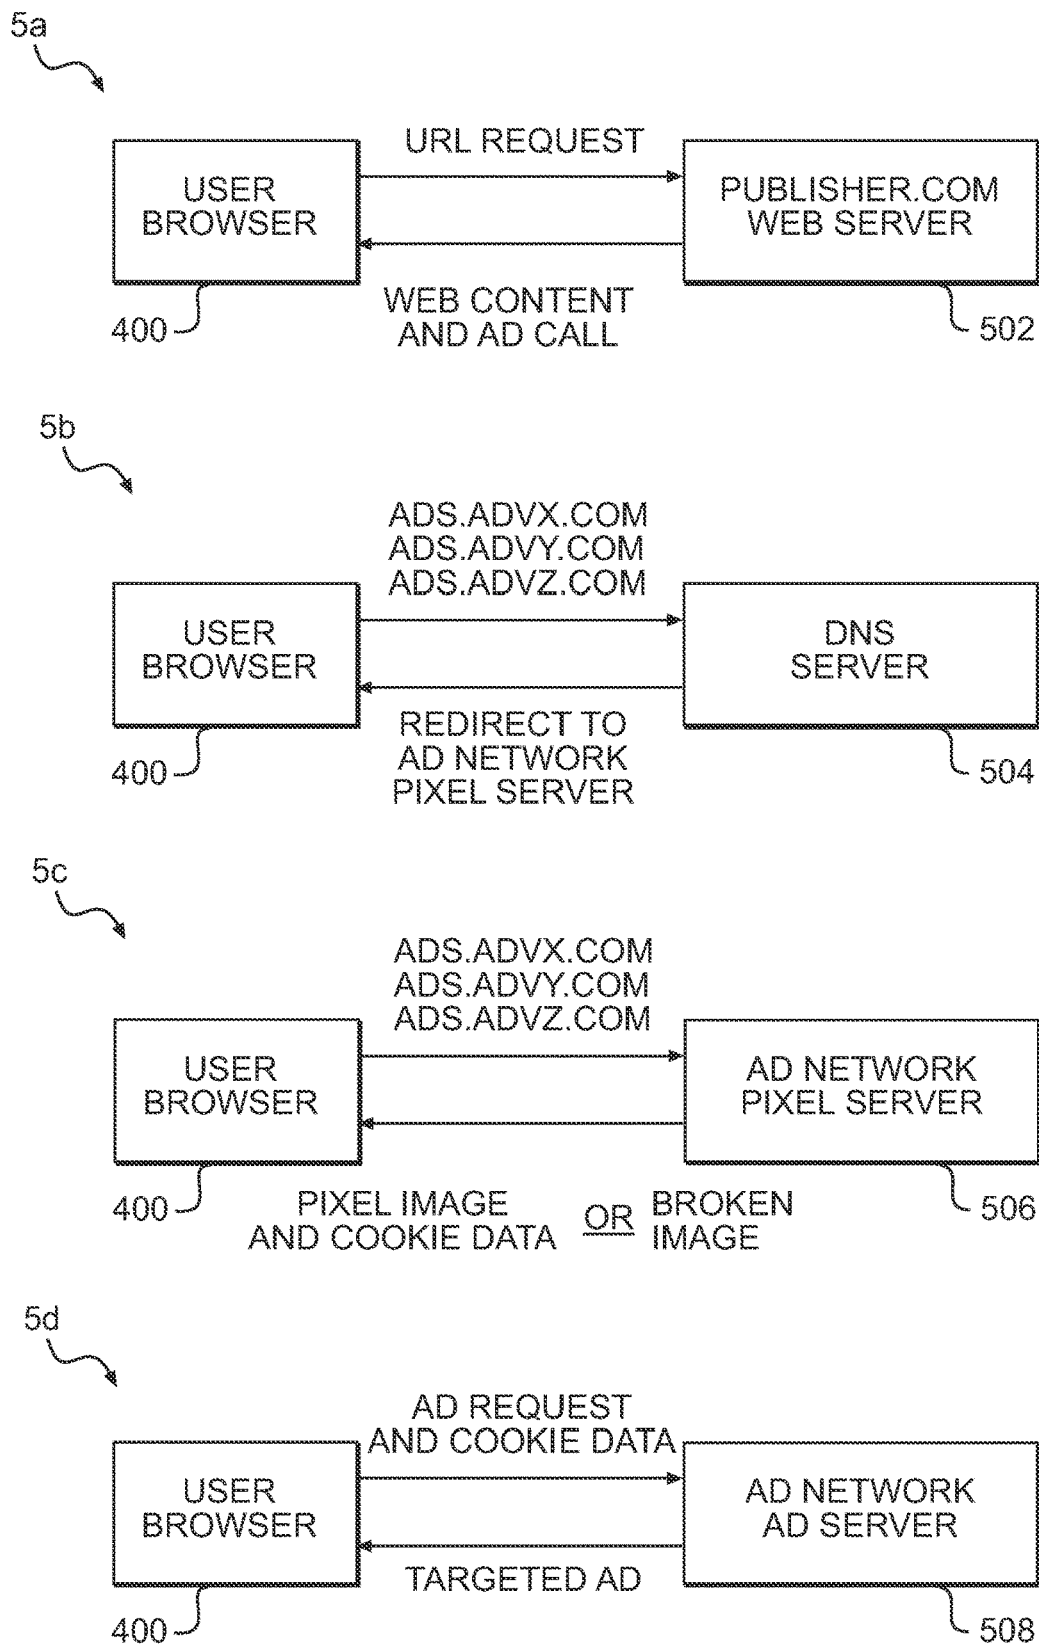 5a
URL REQUEST
USER
BROWSER
PUBLISHER.COM
WEB SERVER
WEB CONTENT
AND AD CALL
400
502
5b
ADS.ADVX.COM
ADS.ADVY.COM
ADS.ADVZ.COM
USER
BROWSER
DNS
SERVER
REDIRECT TO
AD NETWORK
PIXEL SERVER
400
504
5c
ADS.ADVX.COM
ADS.ADVY.COM
ADS.ADVZ.COM
USER
BROWSER
AD NETWORK
PIXEL SERVER
400
506
PIXEL IMAGE
AND COOKIE DATA
OR
BROKEN
IMAGE
5d
AD REQUEST
AND COOKIE DATA
USER
BROWSER
AD NETWORK
AD SERVER
TARGETED AD
400
508